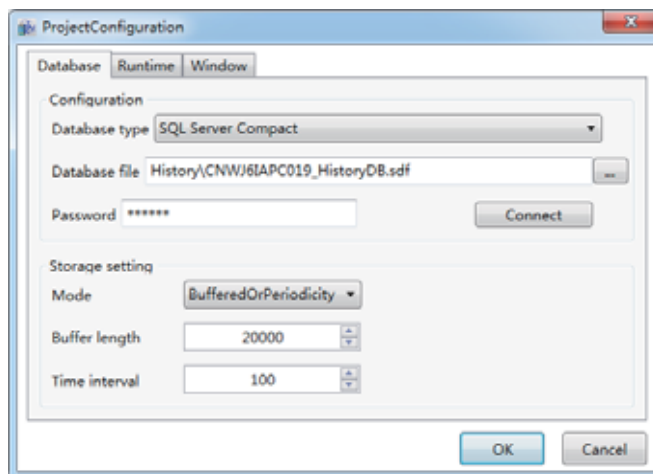 ProjectConfiguration
Database Runtime Window
Configuration
Database type SQL Server Compact
Database file History\CNWJ6IAPC019_HistoryDB.sdf ...
Password ****** Connect
Storage setting
Mode BufferedOrPeriodicity
Buffer length 20000
Time interval 100
OK Cancel